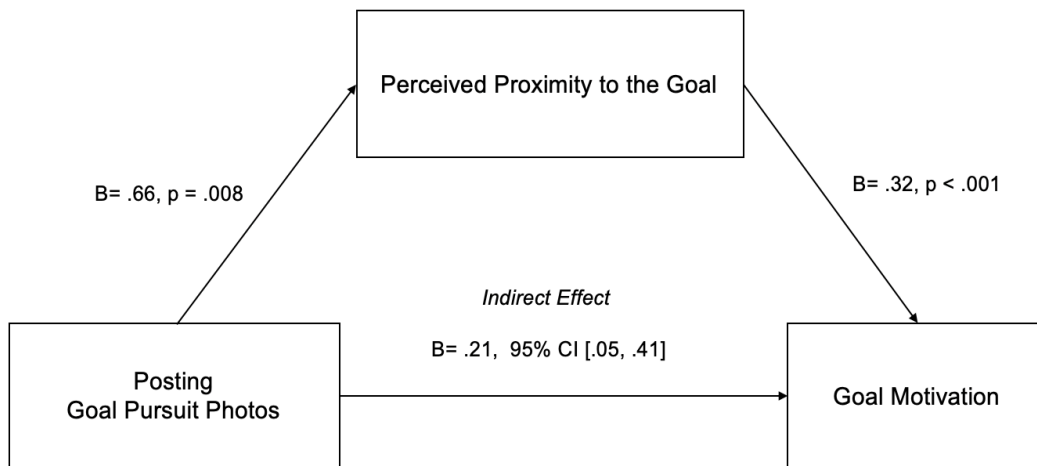 Perceived Proximity to the Goal
B= .66, p = .008
B= .32, p < .001
Indirect Effect
B= .21,  95% CI [.05, .41]
Posting
Goal Pursuit Photos
Goal Motivation